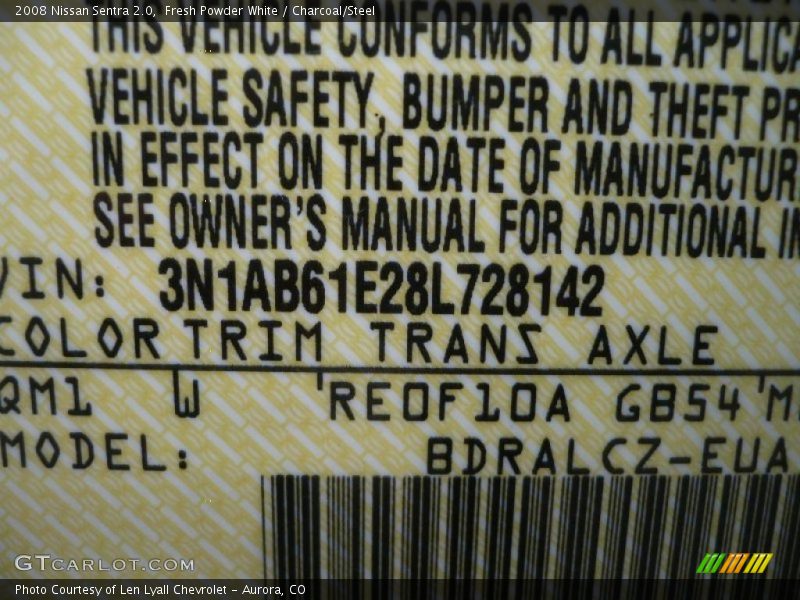 2008 Nissan Sentra 2.0, Fresh Powder White / Charcoal/Steel
THIS VEHICLE CONFORMS TO ALL APPLICA
VEHICLE SAFETY, BUMPER AND THEFT PR
IN EFFECT ON THE DATE OF MANUFACTUR
SEE OWNER'S MANUAL FOR ADDITIONAL IN
VIN: 3N1AB61E28L728142
COLOR TRIM TRANS AXLE
QM1 W RE0F10A GB54 M
MODEL: BDRALCZ-EUA
GTCARLOT.COM
Photo Courtesy of Len Lyall Chevrolet - Aurora, CO